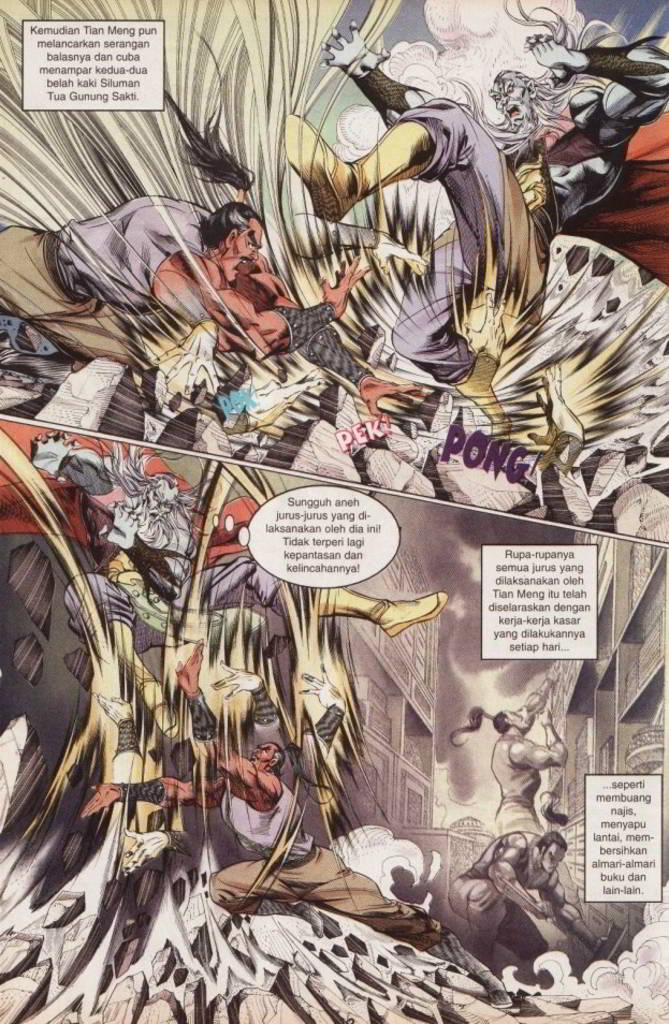 Kemudian Tian Meng pun
melancarkan serangan
balasnya dan cuba
menampar kedua-dua
belah kaki Siluman
Tua Gunung Sakti.
PEK!
PEK!
PONG!
Sungguh aneh
jurus-jurus yang di-
laksanakan oleh dia ini!
Tidak terperi lagi
kepantasan dan
kelincahannya!
Rupa-rupanya
semua jurus yang
dilaksanakan oleh
Tian Meng itu telah
diselaraskan dengan
kerja-kerja kasar
yang dilakukannya
setiap hari...
...seperti
membuang
najis,
menyapu
lantai, mem-
bersihkan
almari-almari
buku dan
lain-lain.